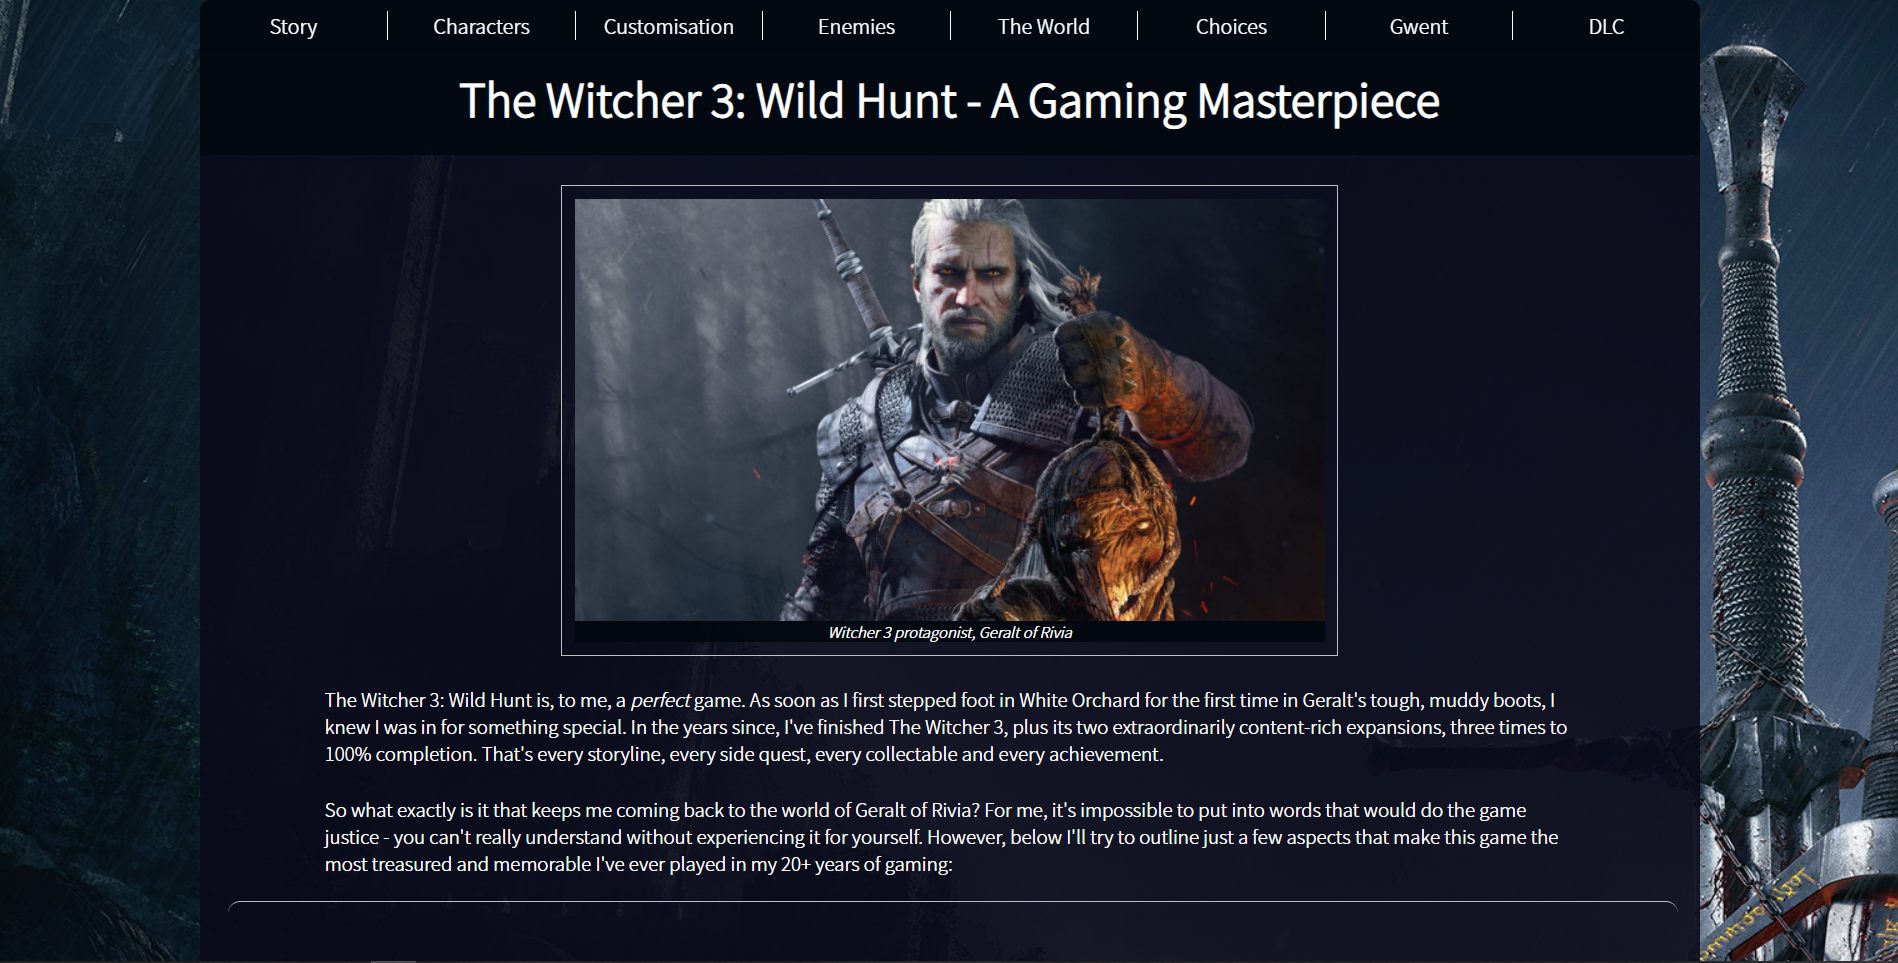 Story Characters Customisation Enemies The World Choices Gwent DLC
The Witcher 3: Wild Hunt - A Gaming Masterpiece
Witcher 3 protagonist, Geralt of Rivia
The Witcher 3: Wild Hunt is, to me, a perfect game. As soon as I first stepped foot in White Orchard for the first time in Geralt's tough, muddy boots, I
knew I was in for something special. In the years since, I've finished The Witcher 3, plus its two extraordinarily content-rich expansions, three times to
100% completion. That's every storyline, every side quest, every collectable and every achievement.
So what exactly is it that keeps me coming back to the world of Geralt of Rivia? For me, it's impossible to put into words that would do the game
justice - you can't really understand without experiencing it for yourself. However, below I'll try to outline just a few aspects that make this game the
most treasured and memorable I've ever played in my 20+ years of gaming: